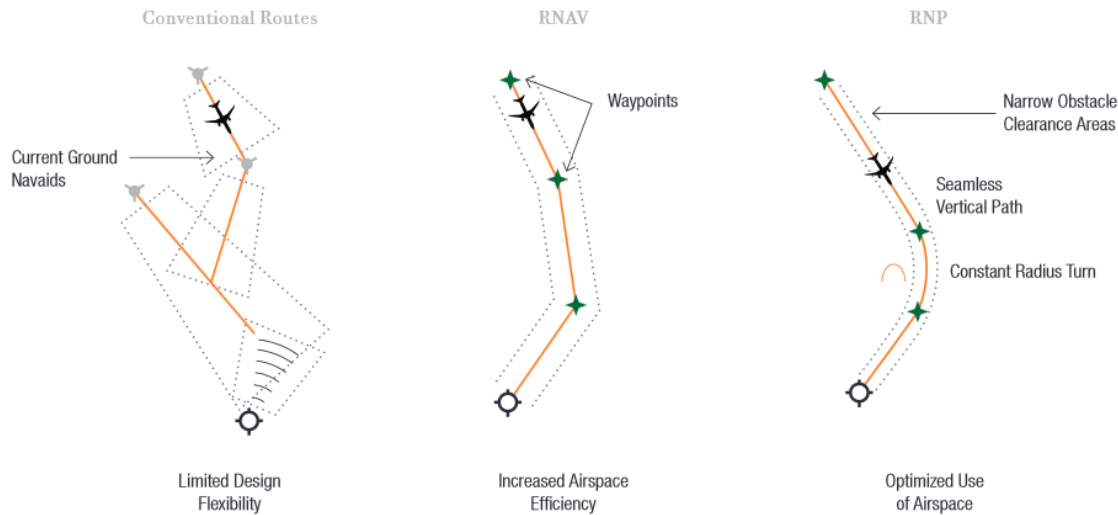 Conventional Routes
RNAV
RNP
Current Ground
Navaids
Waypoints
Narrow Obstacle
Clearance Areas
Seamless
Vertical Path
Constant Radius Turn
Limited Design
Flexibility
Increased Airspace
Efficiency
Optimized Use
of Airspace